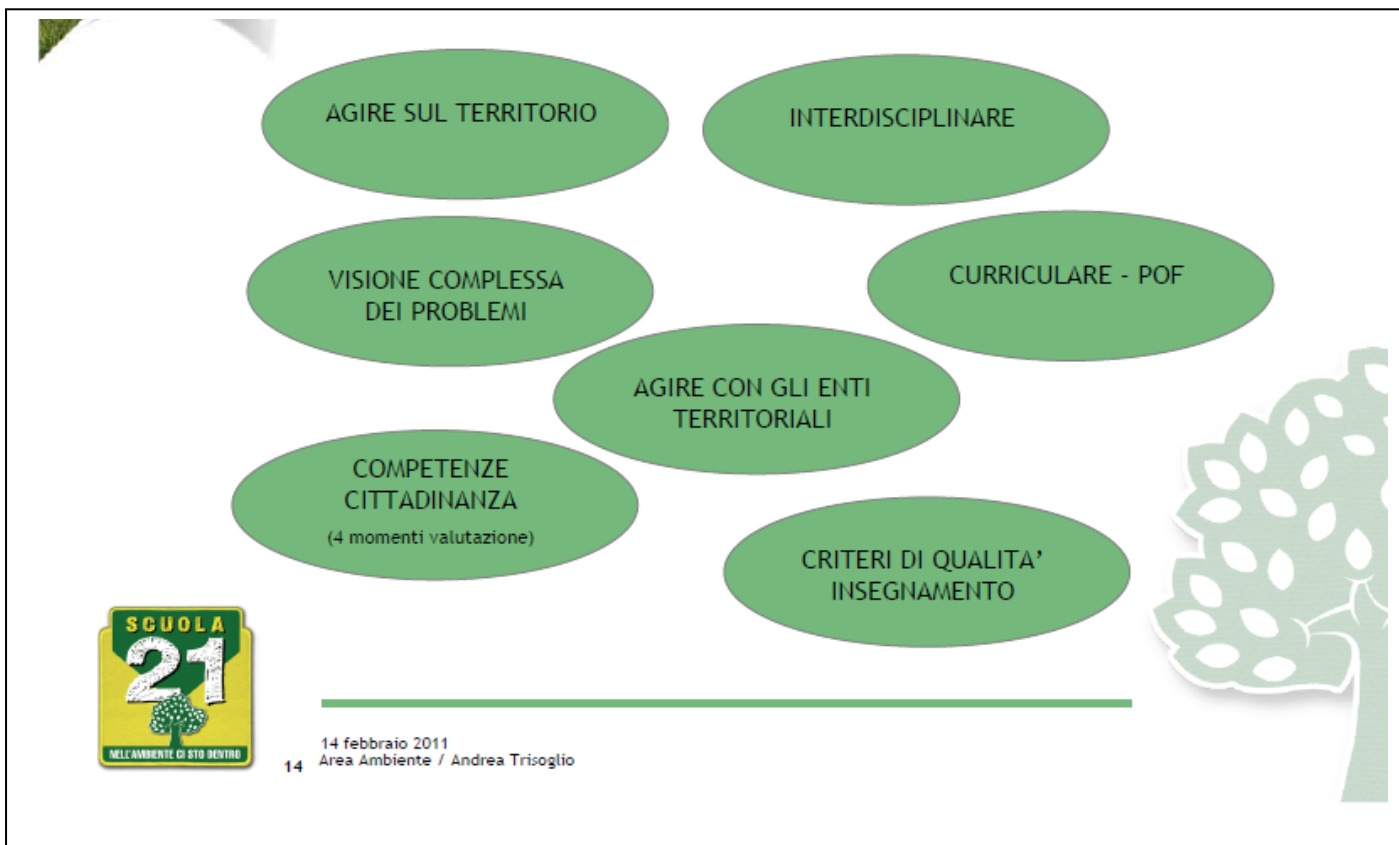 AGIRE SUL TERRITORIO
INTERDISCIPLINARE
VISIONE COMPLESSA
DEI PROBLEMI
CURRICULARE - POF
AGIRE CON GLI ENTI
TERRITORIALI
COMPETENZE
CITTADINANZA
(4 momenti valutazione)
CRITERI DI QUALITA’
INSEGNAMENTO
SCUOLA
21
NELL'AMBIENTE CI STO DENTRO
14 febbraio 2011
14 Area Ambiente / Andrea Trisoglio